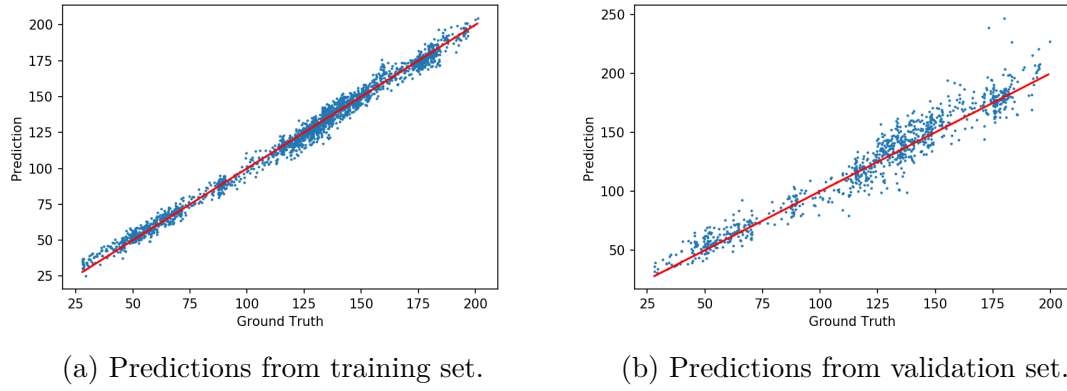 200
175
150
125
100
75
50
25
Prediction
25 50 75 100 125 150 175 200
Ground Truth
(a) Predictions from training set.
250
200
150
100
50
Prediction
25 50 75 100 125 150 175 200
Ground Truth
(b) Predictions from validation set.